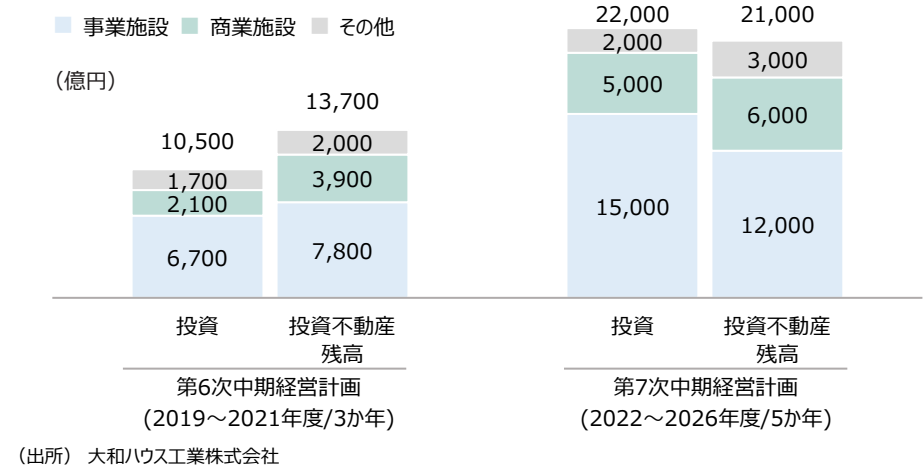 事業施設 商業施設 その他
（億円）
10,500
1,700
2,100
6,700
13,700
2,000
3,900
7,800
22,000
2,000
5,000
15,000
21,000
3,000
6,000
12,000
投資 投資不動産残高 投資 投資不動産残高
第6次中期経営計画
(2019～2021年度/3か年)
第7次中期経営計画
(2022～2026年度/5か年)
（出所） 大和ハウス工業株式会社